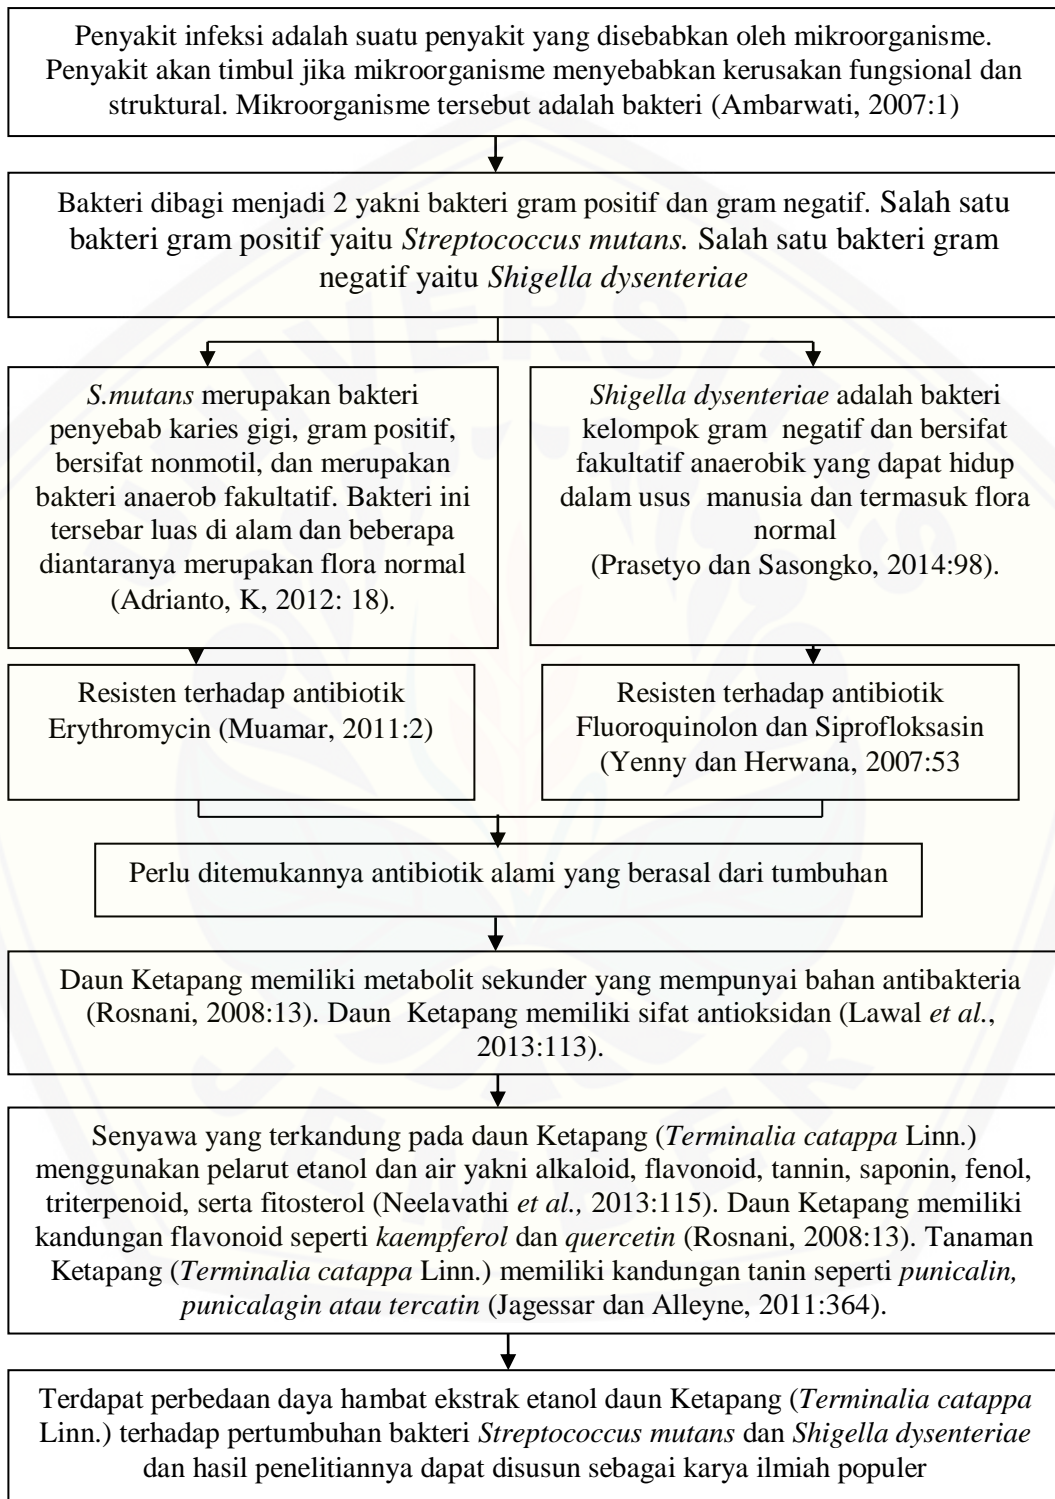 Penyakit infeksi adalah suatu penyakit yang disebabkan oleh mikroorganisme.
Penyakit akan timbul jika mikroorganisme menyebabkan kerusakan fungsional dan
struktural. Mikroorganisme tersebut adalah bakteri (Ambarwati, 2007:1)
Bakteri dibagi menjadi 2 yakni bakteri gram positif dan gram negatif. Salah satu
bakteri gram positif yaitu Streptococcus mutans. Salah satu bakteri gram
negatif yaitu Shigella dysenteriae
S.mutans merupakan bakteri
penyebab karies gigi, gram positif,
bersifat nonmotil, dan merupakan
bakteri anaerob fakultatif. Bakteri ini
tersebar luas di alam dan beberapa
diantaranya merupakan flora normal
(Adrianto, K, 2012: 18).
Shigella dysenteriae adalah bakteri
kelompok gram negatif dan bersifat
fakultatif anaerobik yang dapat hidup
dalam usus manusia dan termasuk flora
normal
(Prasetyo dan Sasongko, 2014:98).
Resisten terhadap antibiotik
Erythromycin (Muamar, 2011:2)
Resisten terhadap antibiotik
Fluoroquinolon dan Siprofloksasin
(Yenny dan Herwana, 2007:53
Perlu ditemukannya antibiotik alami yang berasal dari tumbuhan
Daun Ketapang memiliki metabolit sekunder yang mempunyai bahan antibakteria
(Rosnani, 2008:13). Daun Ketapang memiliki sifat antioksidan (Lawal et al.,
2013:113).
Senyawa yang terkandung pada daun Ketapang (Terminalia catappa Linn.)
menggunakan pelarut etanol dan air yakni alkaloid, flavonoid, tannin, saponin, fenol,
triterpenoid, serta fitosterol (Neelavathi et al., 2013:115). Daun Ketapang memiliki
kandungan flavonoid seperti kaempferol dan quercetin (Rosnani, 2008:13). Tanaman
Ketapang (Terminalia catappa Linn.) memiliki kandungan tanin seperti punicalin,
punicalagin atau tercatin (Jagessar dan Alleyne, 2011:364).
Terdapat perbedaan daya hambat ekstrak etanol daun Ketapang (Terminalia catappa
Linn.) terhadap pertumbuhan bakteri Streptococcus mutans dan Shigella dysenteriae
dan hasil penelitiannya dapat disusun sebagai karya ilmiah populer
UNIVERSITAS
JEMBER